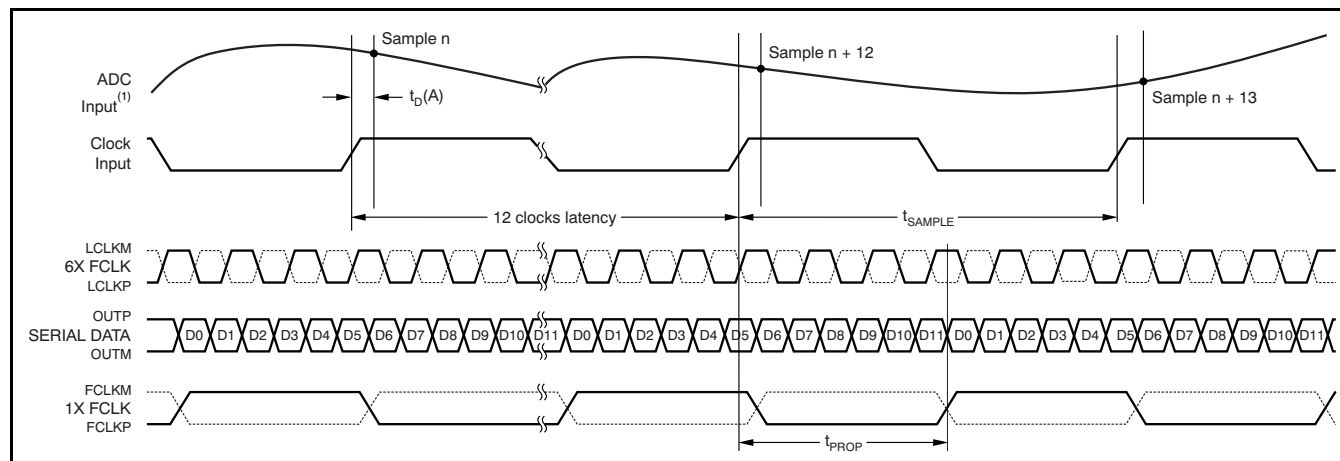 Sample n
Sample n + 12
Sample n + 13
ADC
Input(1)
tD(A)
Clock
Input
12 clocks latency
tSAMPLE
LCLKM
6X FCLK
LCLKP
OUTP
SERIAL DATA
OUTM
D0 D1 D2 D3 D4 D5 D6 D7 D8 D9 D10 D11 D0 D1 D2 D3 D4 D5 D6 D7 D8 D9 D10 D11 D0 D1 D2 D3 D4 D5 D6 D7 D8 D9 D10 D11
FCLKM
1X FCLK
FCLKP
tPROP